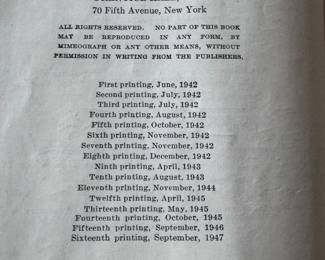 70 Fifth Avenue, New York
ALL RIGHTS RESERVED. NO PART OF THIS BOOK
MAY BE REPRODUCED IN ANY FORM, BY
MIMEOGRAPH OR ANY OTHER MEANS, WITHOUT
PERMISSION IN WRITING FROM THE PUBLISHERS.
First printing, June, 1942
Second printing, July, 1942
Third printing, July, 1942
Fourth printing, August, 1942
Fifth printing, October, 1942
Sixth printing, November, 1942
Seventh printing, November, 1942
Eighth printing, December, 1942
Ninth printing, April, 1943
Tenth printing, August, 1943
Eleventh printing, November, 1944
Twelfth printing, April, 1945
Thirteenth printing, May, 1945
Fourteenth printing, October, 1945
Fifteenth printing, September, 1946
Sixteenth printing, September, 1947